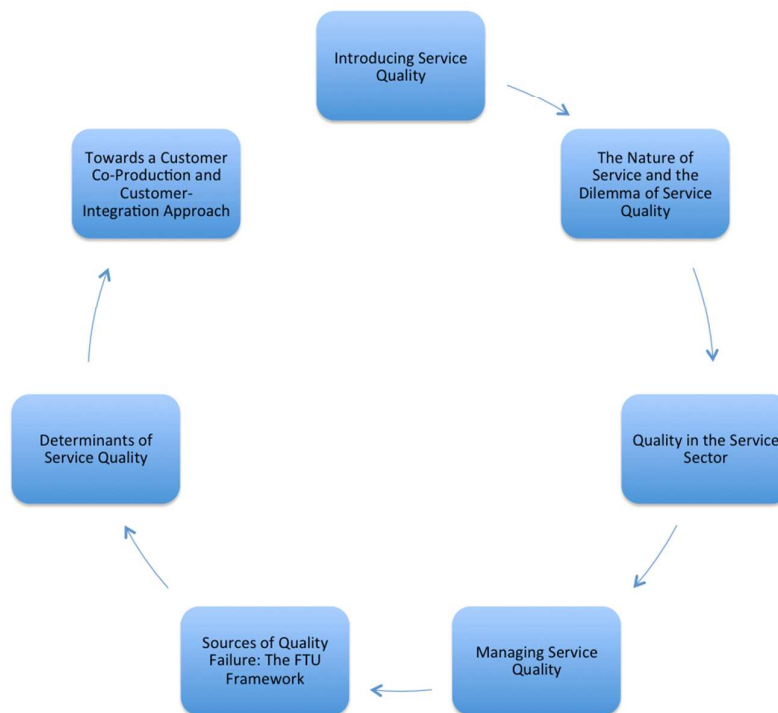 Introducing Service
Quality
The Nature of
Service and the
Dilemma of Service
Quality
Quality in the Service
Sector
Managing Service
Quality
Sources of Quality
Failure: The FTU
Framework
Determinants of
Service Quality
Towards a Customer
Co-Production and
Customer-
Integration Approach